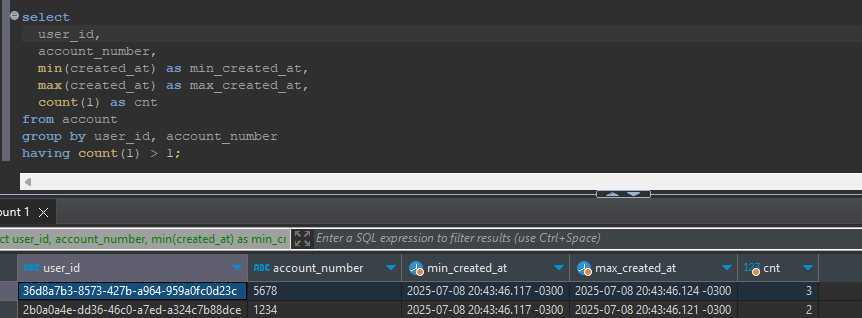 select
user_id,
account_number,
min(created_at) as min_created_at,
max(created_at) as max_created_at,
count(1) as cnt
from account
group by user_id, account_number
having count(1) > 1;
ount 1
ct user_id, account_number, min(created_at) as min_cr Enter a SQL expression to filter results (use Ctrl+Space)
ABC user_id ABC account_number min_created_at max_created_at 123 cnt
36d8a7b3-8573-427b-a964-959a0fc0d23c 5678 2025-07-08 20:43:46.117 -0300 2025-07-08 20:43:46.124 -0300 3
2b0a0a4e-dd36-46c0-a7ed-a324c7b88dce 1234 2025-07-08 20:43:46.117 -0300 2025-07-08 20:43:46.121 -0300 2